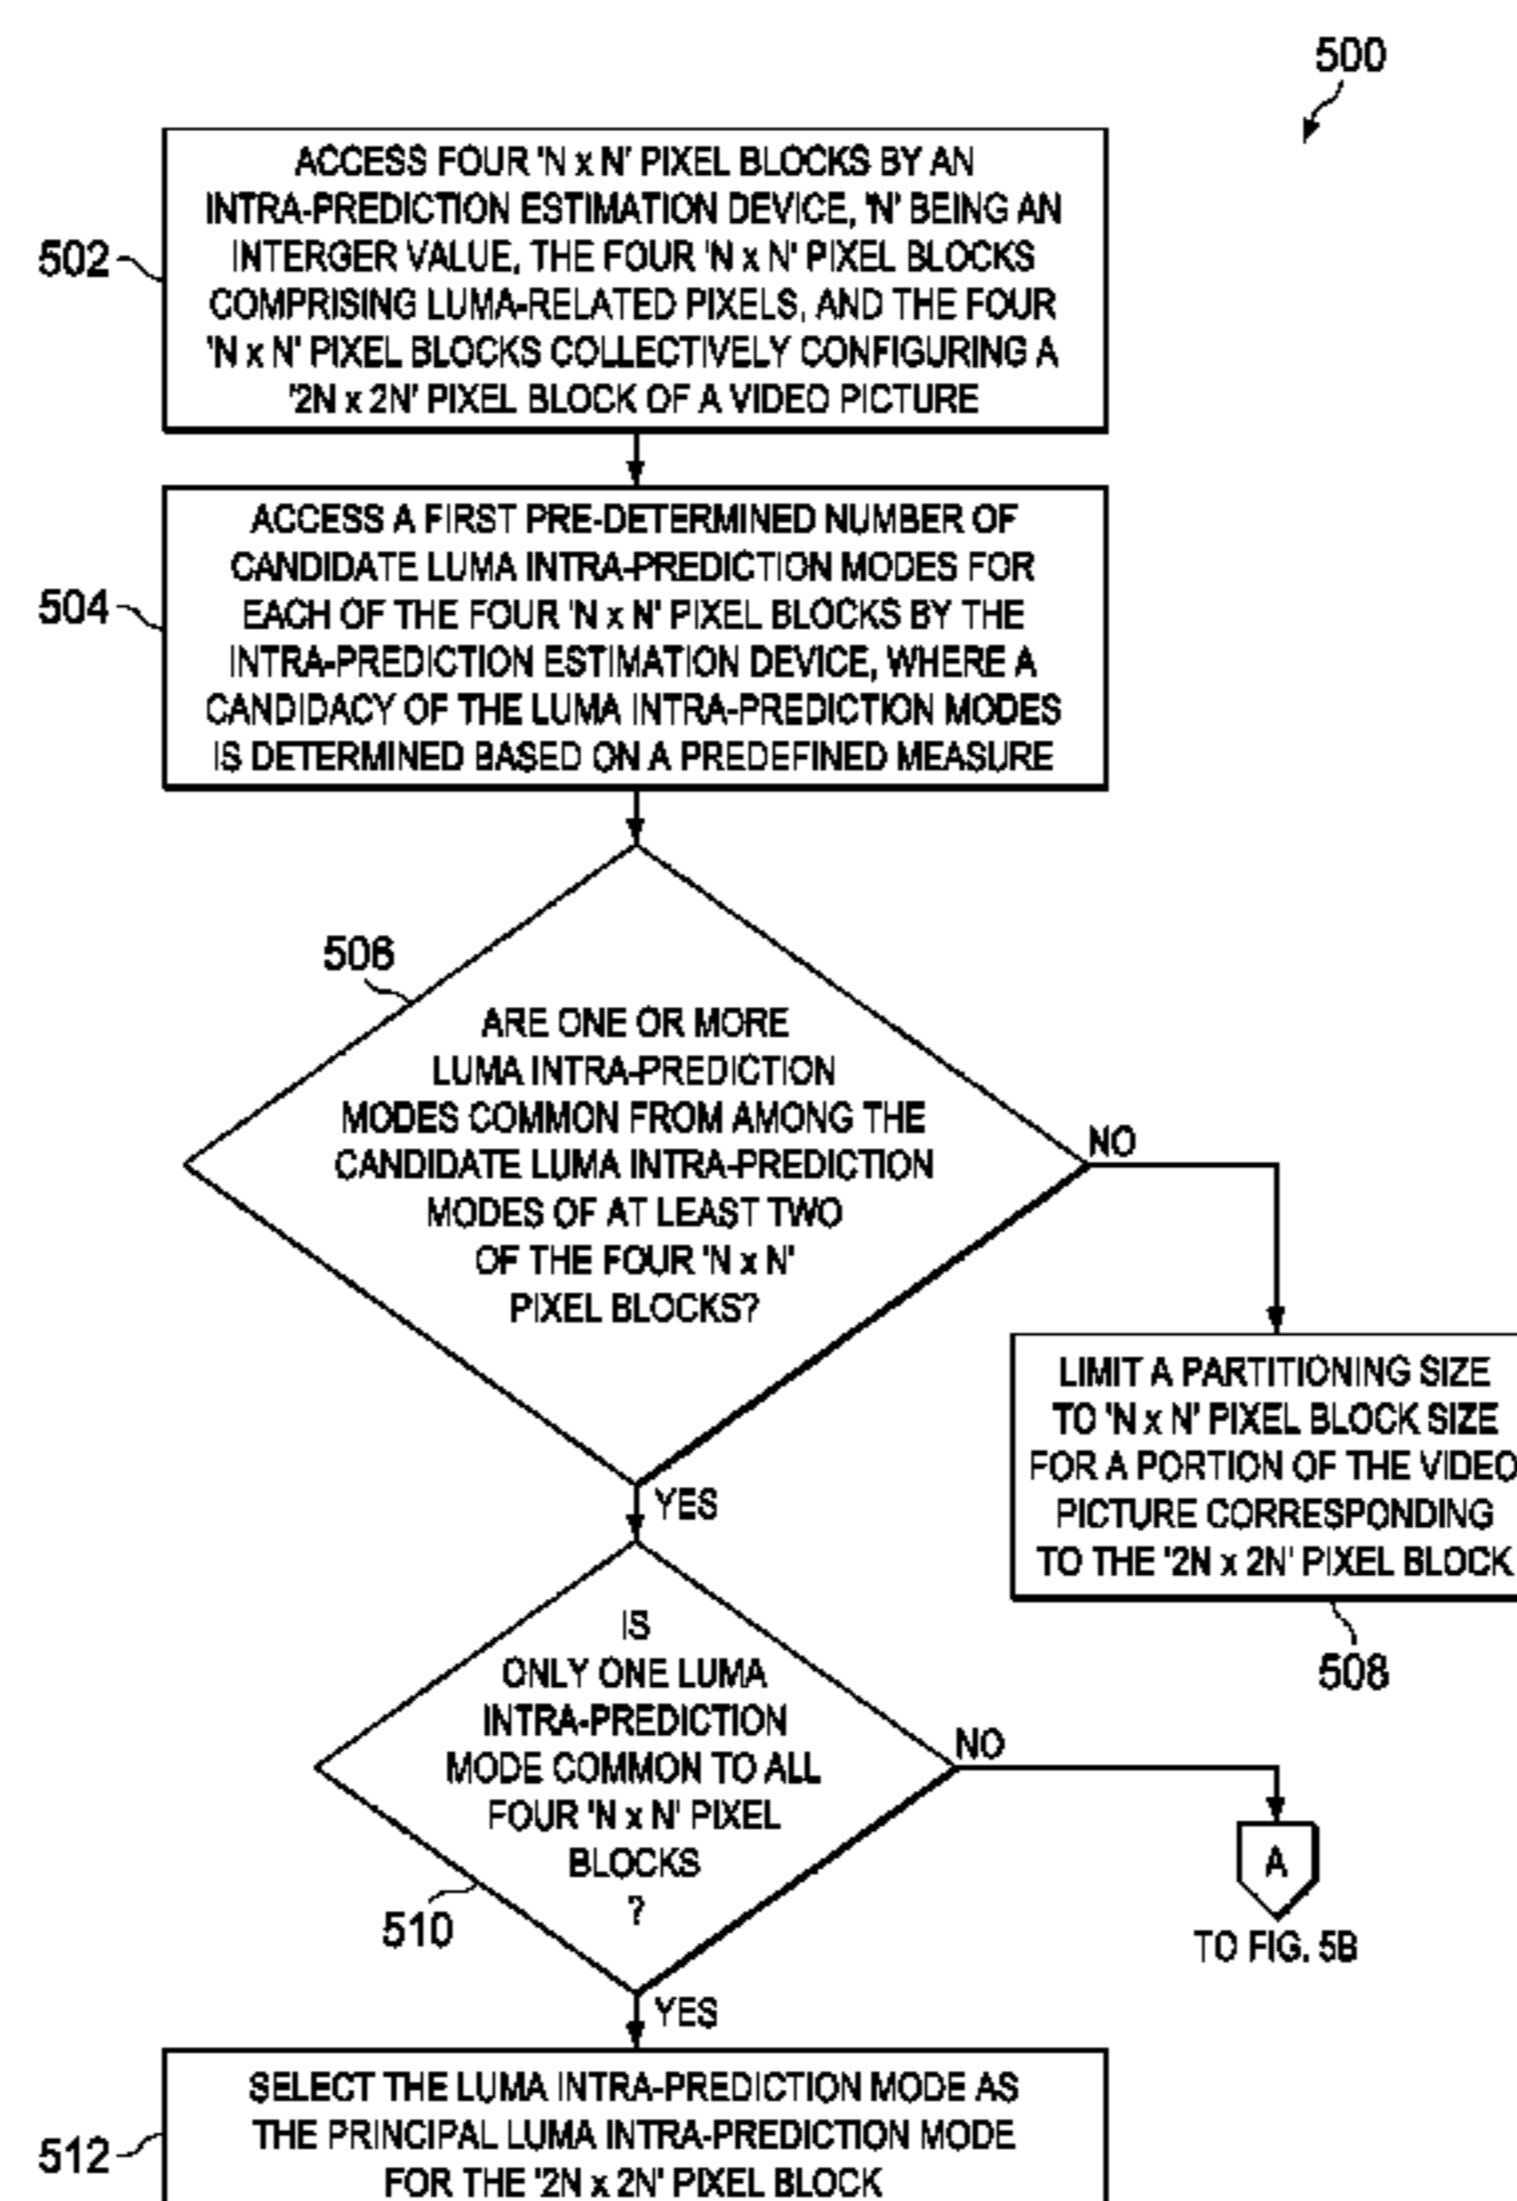 500
ACCESS FOUR 'N x N' PIXEL BLOCKS BY AN
INTRA-PREDICTION ESTIMATION DEVICE, 'N' BEING AN
INTERGER VALUE, THE FOUR 'N x N' PIXEL BLOCKS
COMPRISING LUMA-RELATED PIXELS, AND THE FOUR
'N x N' PIXEL BLOCKS COLLECTIVELY CONFIGURING A
'2N x 2N' PIXEL BLOCK OF A VIDEO PICTURE
502
ACCESS A FIRST PRE-DETERMINED NUMBER OF
CANDIDATE LUMA INTRA-PREDICTION MODES FOR
EACH OF THE FOUR 'N x N' PIXEL BLOCKS BY THE
INTRA-PREDICTION ESTIMATION DEVICE, WHERE A
CANDIDACY OF THE LUMA INTRA-PREDICTION MODES
IS DETERMINED BASED ON A PREDEFINED MEASURE
504
506
ARE ONE OR MORE
LUMA INTRA-PREDICTION
MODES COMMON FROM AMONG THE
CANDIDATE LUMA INTRA-PREDICTION
MODES OF AT LEAST TWO
OF THE FOUR 'N x N'
PIXEL BLOCKS?
NO
LIMIT A PARTITIONING SIZE
TO 'N x N' PIXEL BLOCK SIZE
FOR A PORTION OF THE VIDEO
PICTURE CORRESPONDING
TO THE '2N x 2N' PIXEL BLOCK
508
YES
IS
ONLY ONE LUMA
INTRA-PREDICTION
MODE COMMON TO ALL
FOUR 'N x N' PIXEL
BLOCKS
?
510
NO
A
TO FIG. 5B
YES
SELECT THE LUMA INTRA-PREDICTION MODE AS
THE PRINCIPAL LUMA INTRA-PREDICTION MODE
FOR THE '2N x 2N' PIXEL BLOCK
512